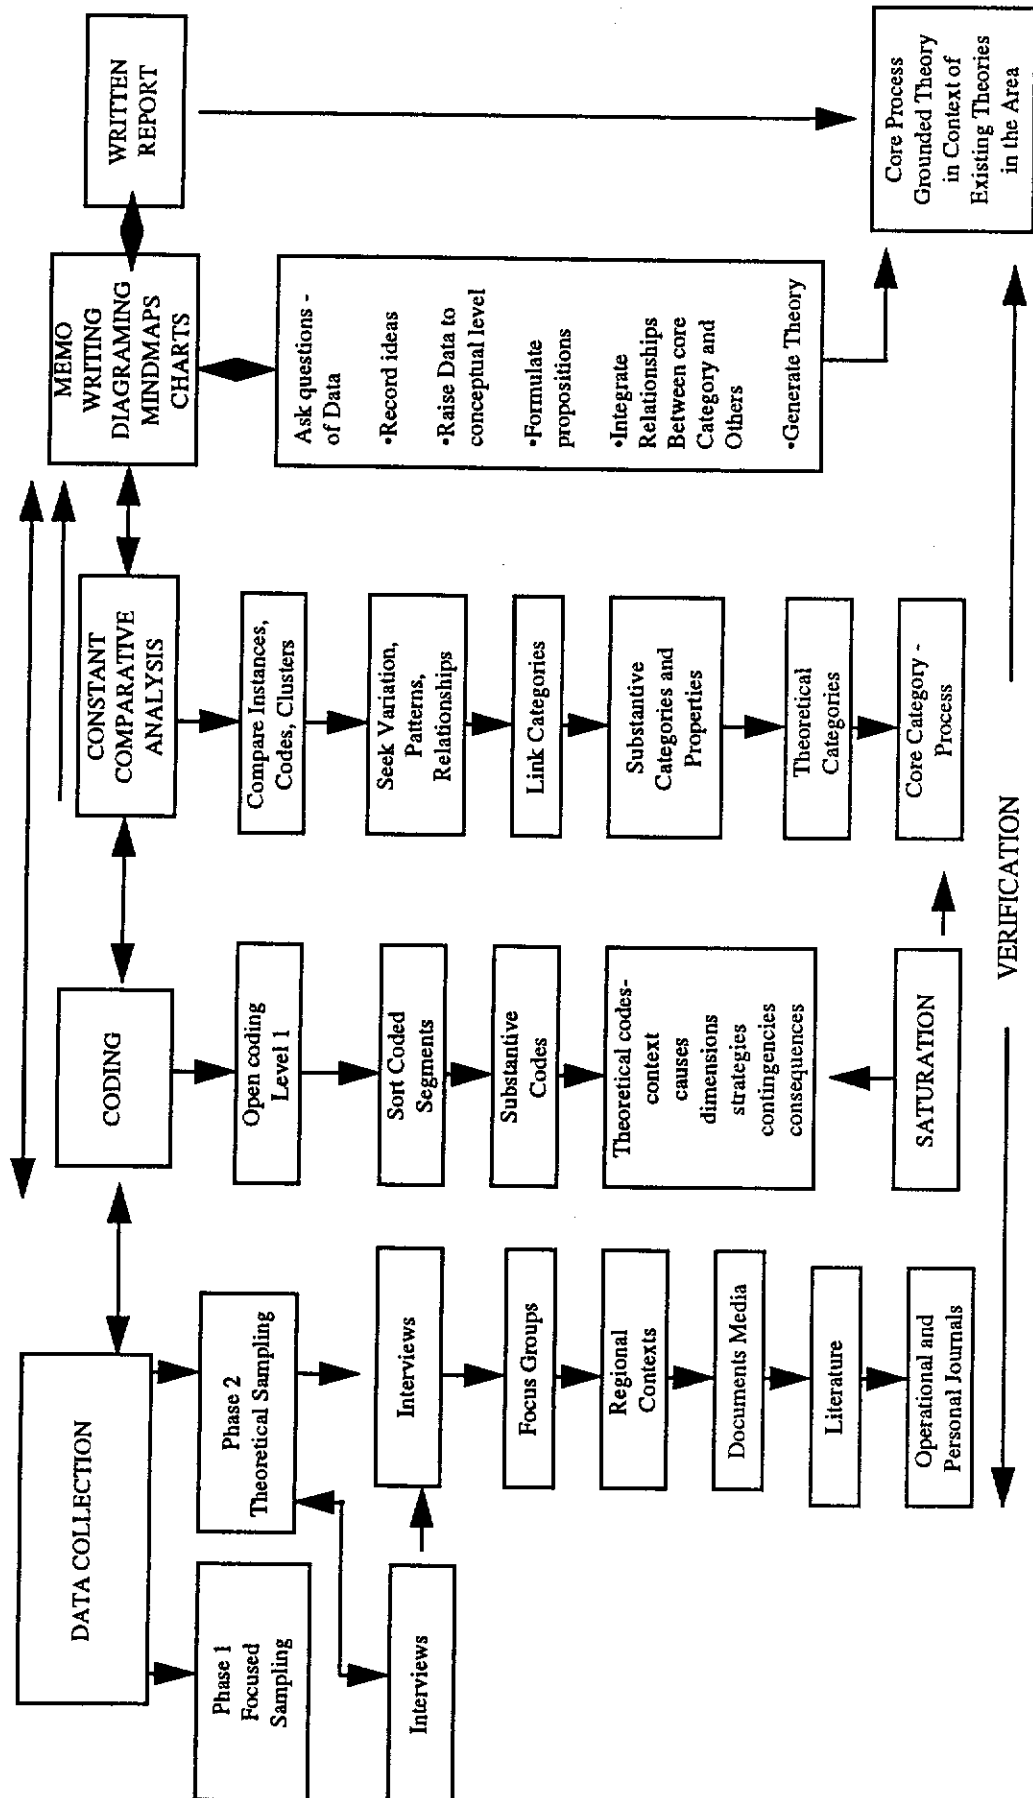 DATA COLLECTION
Phase 1
Focused
Sampling
Phase 2
Theoretical Sampling
Interviews
Interviews
Focus Groups
Regional
Contexts
Documents Media
Literature
Operational and
Personal Journals
CODING
Open coding
Level 1
Sort Coded
Segments
Substantive
Codes
Theoretical codes-
context
causes
dimensions
strategies
contingencies
consequences
SATURATION
CONSTANT
COMPARATIVE
ANALYSIS
Compare Instances,
Codes, Clusters
Seek Variation,
Patterns,
Relationships
Link Categories
Substantive
Categories and
Properties
Theoretical
Categories
Core Category -
Process
MEMO
WRITING
DIAGRAMING
MINDMAPS
CHARTS
Ask questions -
of Data
•Record ideas
•Raise Data to
conceptual level
•Formulate
propositions
•Integrate
Relationships
Between core
Category and
Others
•Generate Theory
WRITTEN
REPORT
Core Process
Grounded Theory
in Context of
Existing Theories
in the Area
VERIFICATION